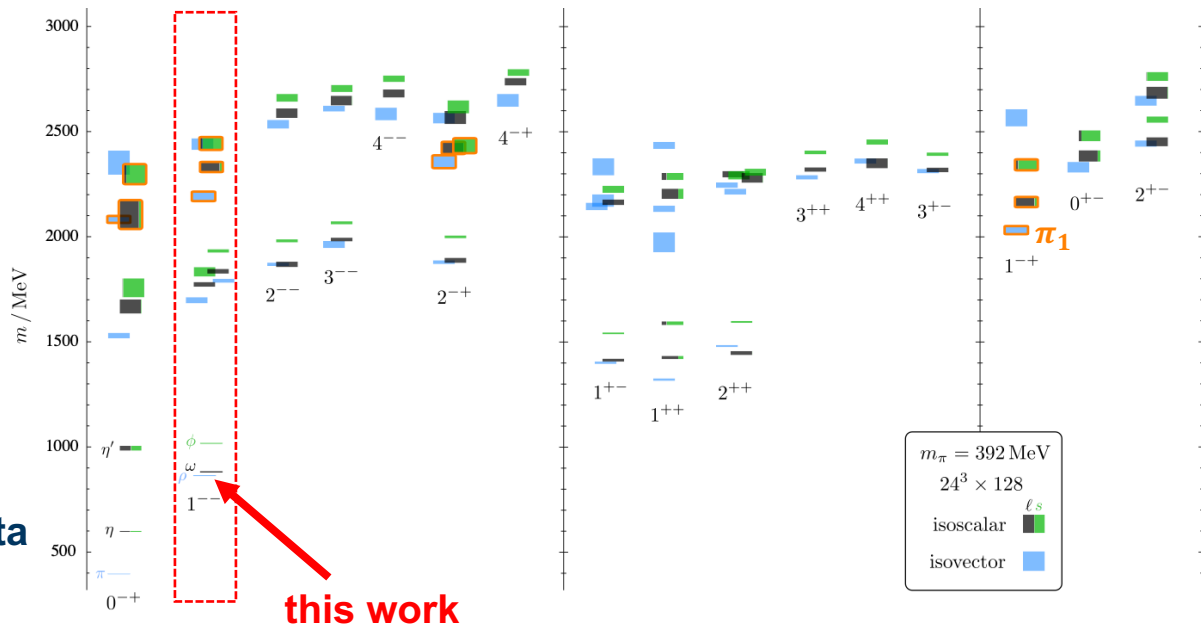 3000
2500
2000
1500
1000
500
m / MeV
η′
η
π
0⁻⁺
ϕ
ω
ρ
1⁻⁻
2⁻⁻
3⁻⁻
4⁻⁻
2⁻⁺
4⁻⁺
1⁺⁻
1⁺⁺
2⁺⁺
3⁺⁺
4⁺⁺
3⁺⁻
π₁
1⁻⁺
0⁺⁻
2⁺⁻
m_π = 392 MeV
24³ × 128
ℓ s
isoscalar
isovector
ta
this work